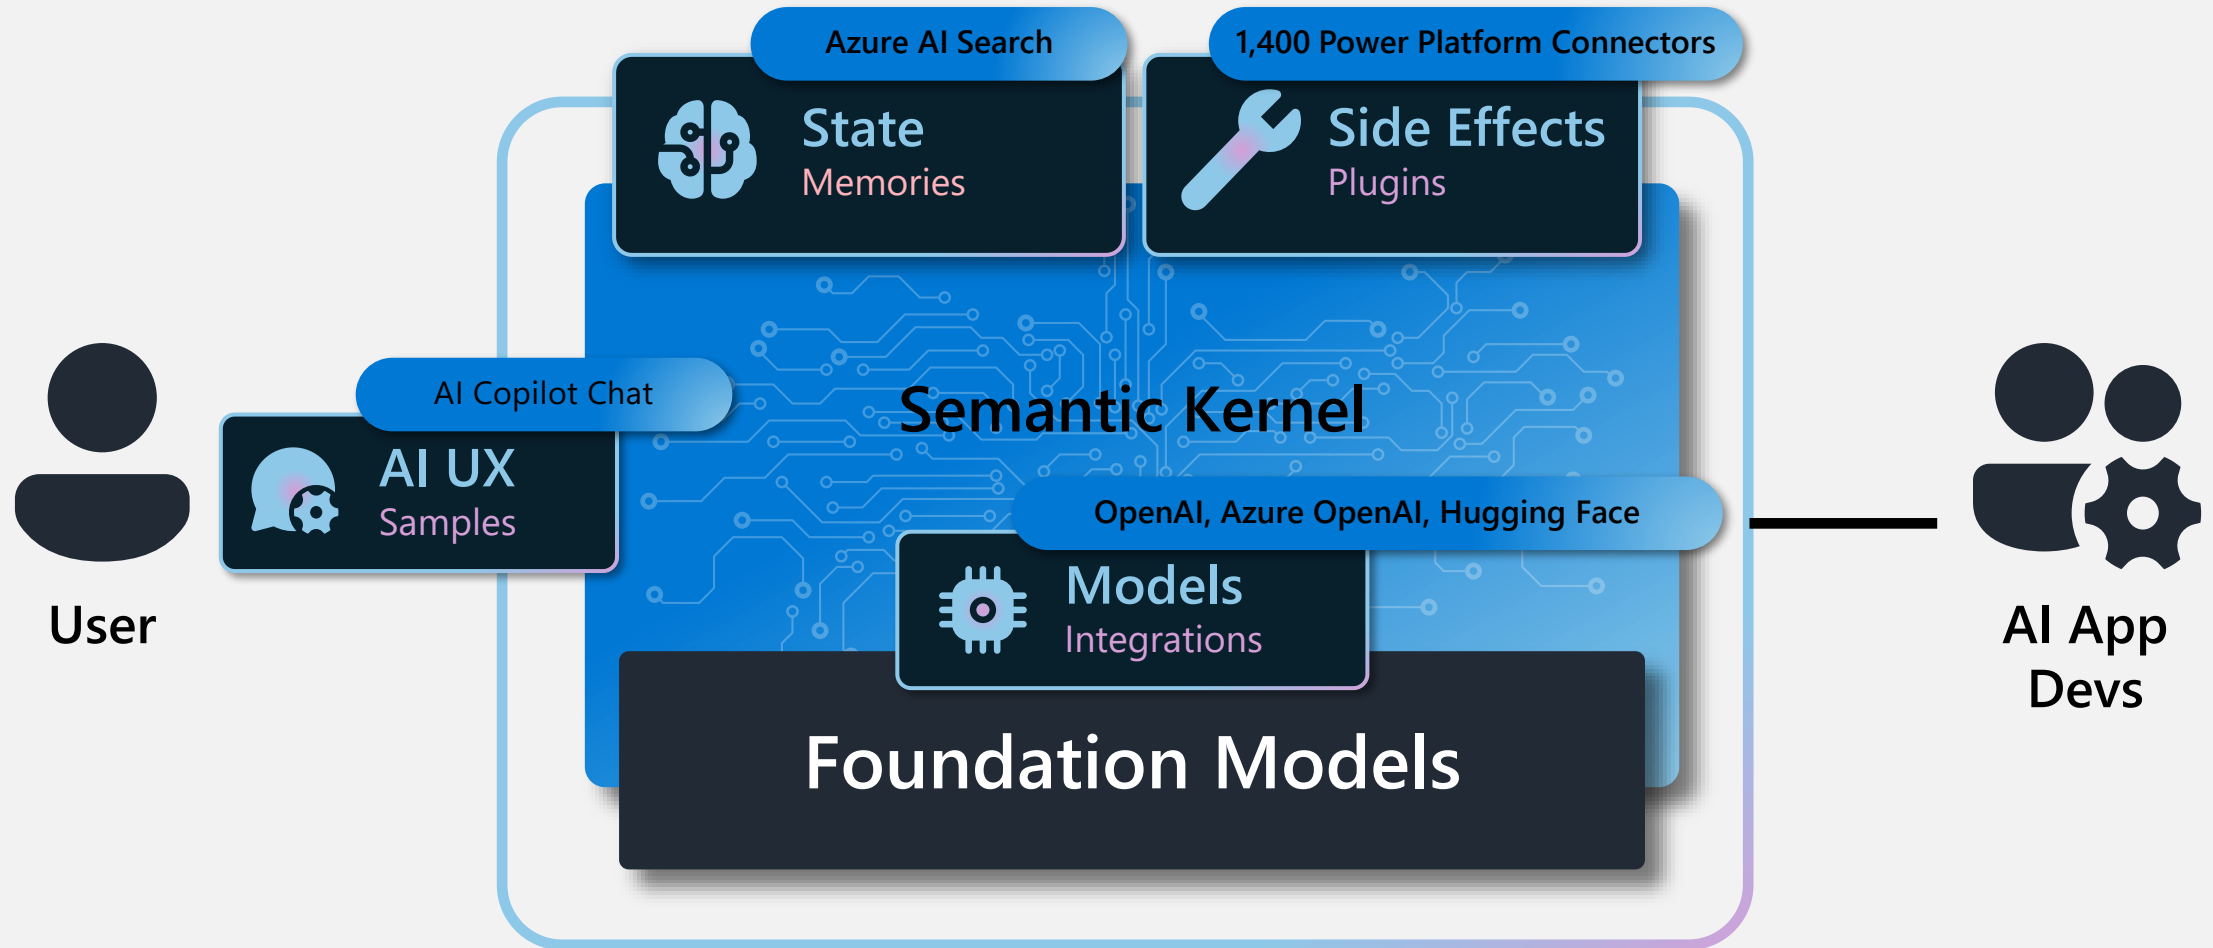 Azure AI Search
1,400 Power Platform Connectors
State
Memories
Side Effects
Plugins
AI Copilot Chat
AI UX
Samples
User
Semantic Kernel
OpenAI, Azure OpenAI, Hugging Face
Models
Integrations
Foundation Models
AI App
Devs